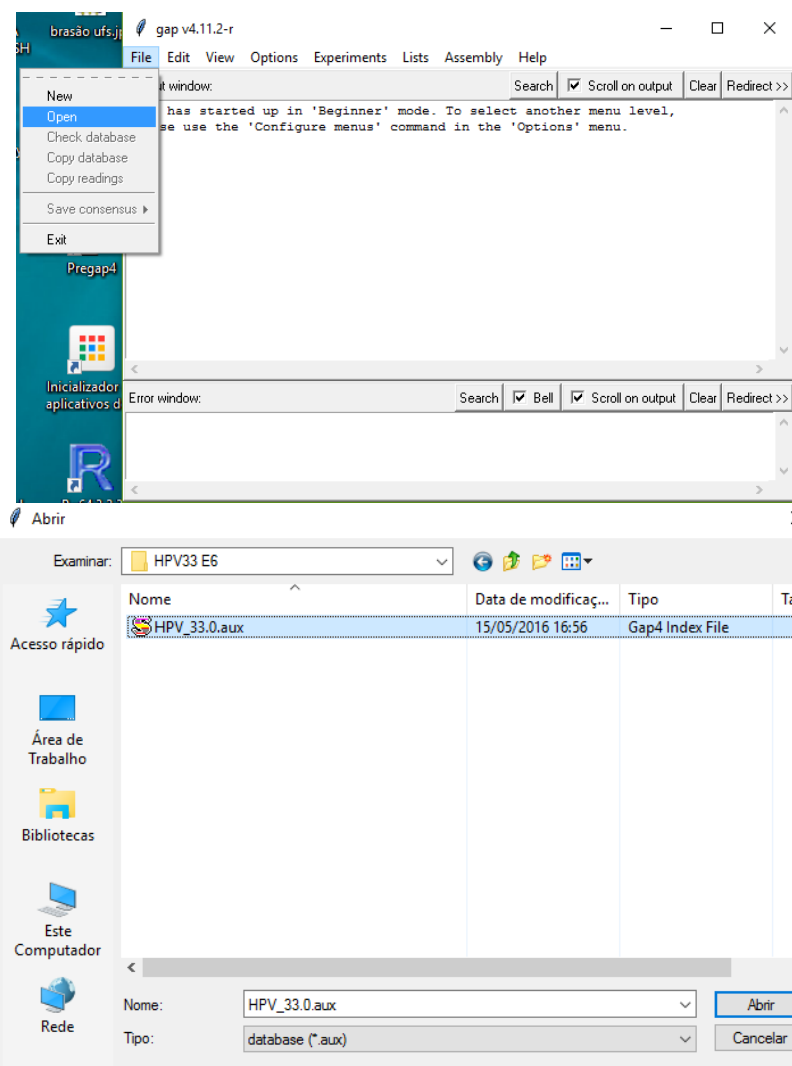 brasão ufs.j
SH
gap v4.11.2-r
File Edit View Options Experiments Lists Assembly Help
t window:
Search Scroll on output Clear Redirect >>
New
Open
Check database
Copy database
Copy readings
Save consensus
Exit
has started up in 'Beginner' mode. To select another menu level,
se use the 'Configure menus' command in the 'Options' menu.
Pregap4
Inicializador
aplicativos d
Error window:
Search Bell Scroll on output Clear Redirect >>
R
Abrir
Examinar: HPV33 E6
Nome Data de modificaç... Tipo Ta
HPV_33.0.aux 15/05/2016 16:56 Gap4 Index File
Acesso rápido
Área de
Trabalho
Bibliotecas
Este
Computador
Rede
Nome: HPV_33.0.aux Abrir
Tipo: database (*.aux) Cancelar